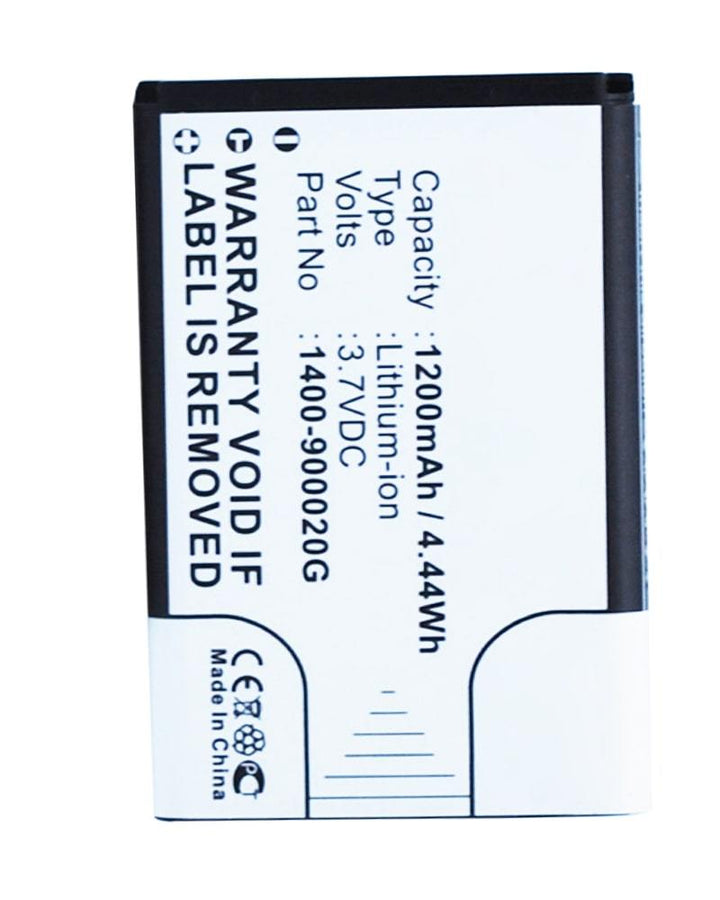 Capacity :1200mAh / 4.44Wh
Type :Lithium-ion
Volts :3.7VDC
Part No :1400-900020G
WARRANTY VOID IF
LABEL IS REMOVED
CE
Made In China